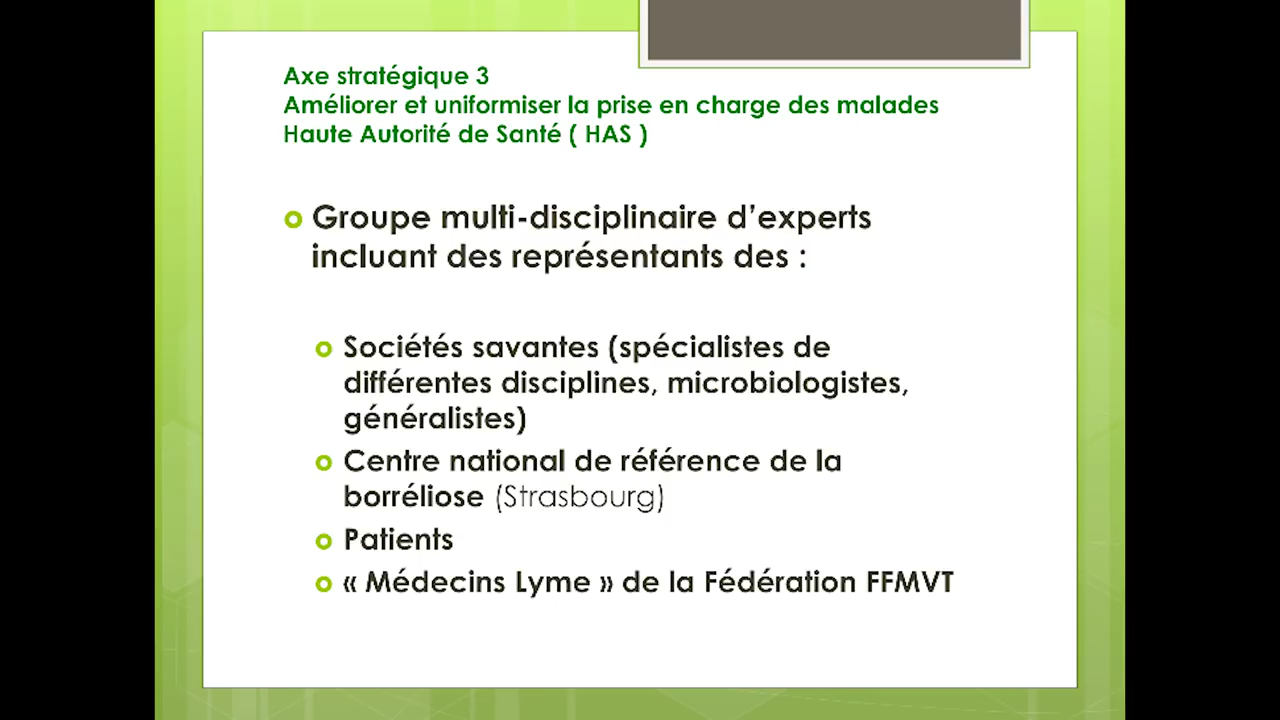 Axe stratégique 3
Améliorer et uniformiser la prise en charge des malades
Haute Autorité de Santé ( HAS )
Groupe multi-disciplinaire d’experts
incluant des représentants des :
Sociétés savantes (spécialistes de
différentes disciplines, microbiologistes,
généralistes)
Centre national de référence de la
borréliose (Strasbourg)
Patients
« Médecins Lyme » de la Fédération FFMVT